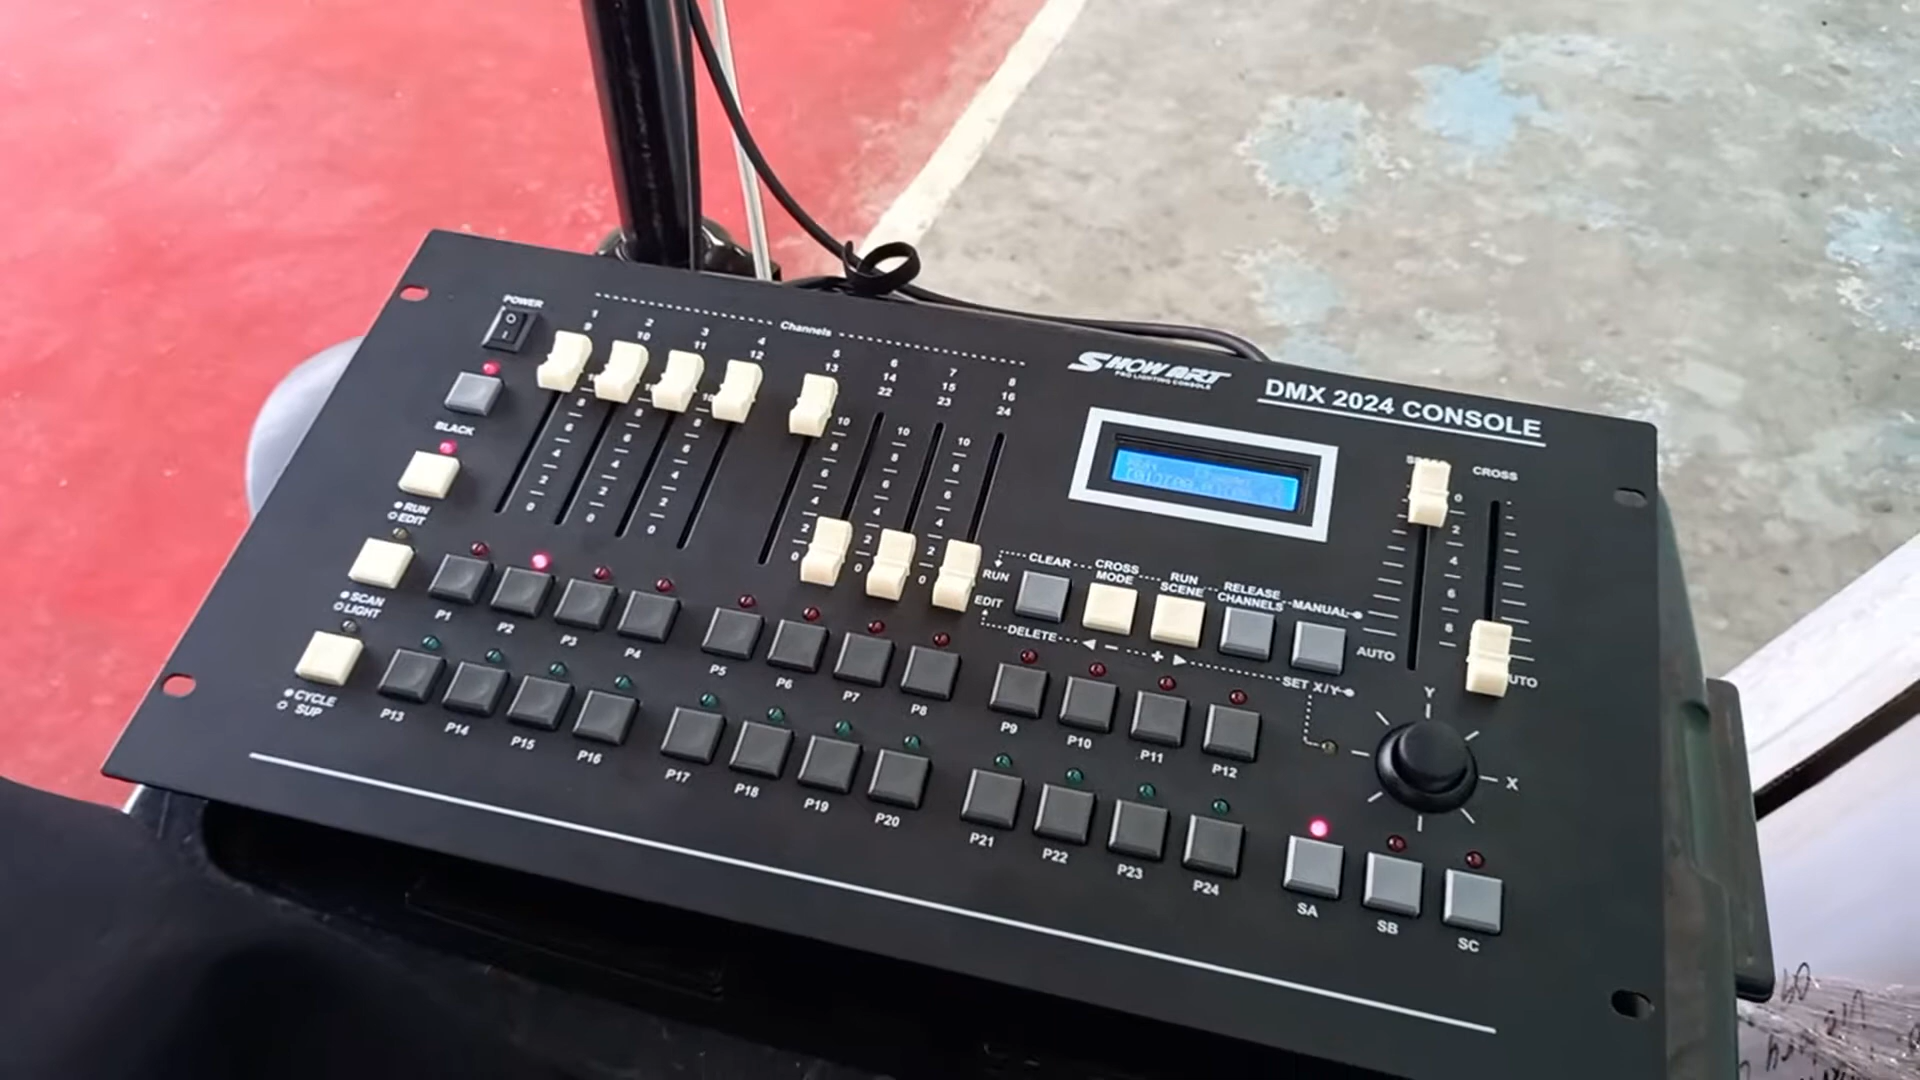 POWER
Channels
1 2 3 4 5 6 7 8
9 10 11 12 13 14 15 16
22 23 24
SHOW ART
PRO LIGHTING CONSOLE
DMX 2024 CONSOLE
CROSS
BLACK
RUN
EDIT
SCAN
LIGHT
CYCLE
SUP
RUN
EDIT
CLEAR
CROSS MODE
RUN SCENE
RELEASE CHANNELS
MANUAL
DELETE
− +
AUTO
SET X/Y
Y
X
P1 P2 P3 P4 P5 P6 P7 P8 P9 P10 P11 P12
P13 P14 P15 P16 P17 P18 P19 P20 P21 P22 P23 P24
SA SB SC